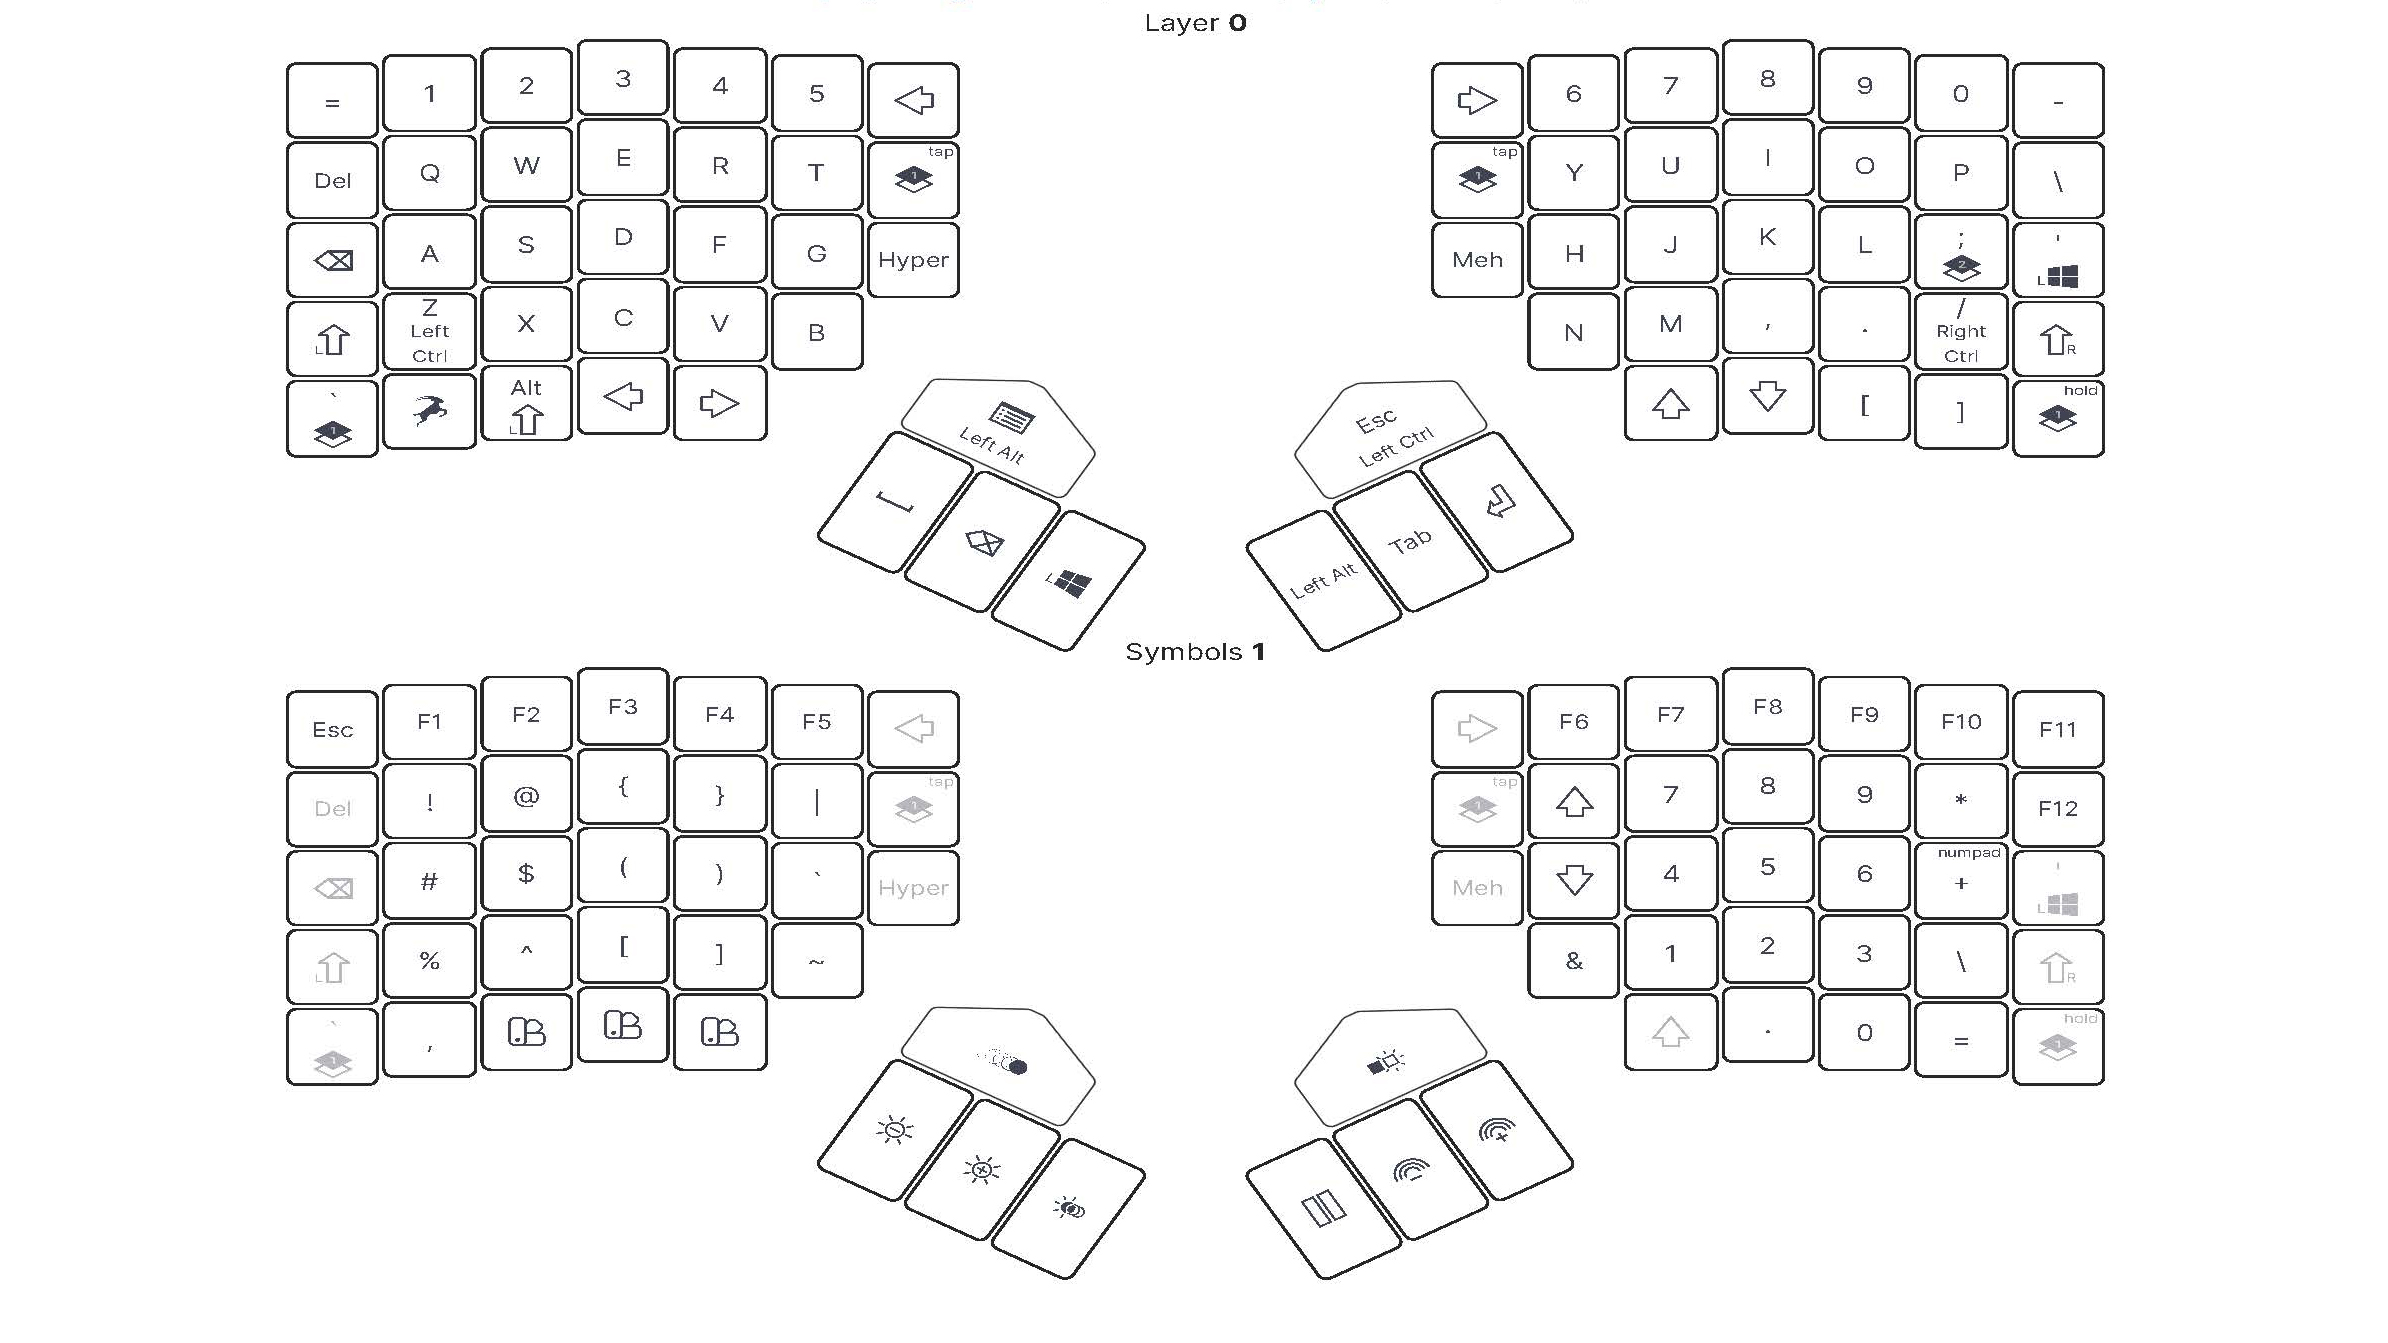 Layer 0
= 1 2 3 4 5
6 7 8 9 0 -
Del Q W E R T tap 1
tap 1 Y U I O P \
A S D F G Hyper
Meh H J K L ; 2 ' L
L Z Left Ctrl X C V B
N M , . / Right Ctrl R
` 1 Alt L
[ ] hold 1
Left Alt
Esc
Left Ctrl
L
Left Alt Tab
Symbols 1
Esc F1 F2 F3 F4 F5
F6 F7 F8 F9 F10 F11
Del ! @ { } | tap 1
tap 1 7 8 9 * F12
# $ ( ) ` Hyper
Meh 4 5 6 numpad + ' L
L % ^ [ ] ~
& 1 2 3 \ R
` 1 ,
. 0 = hold 1